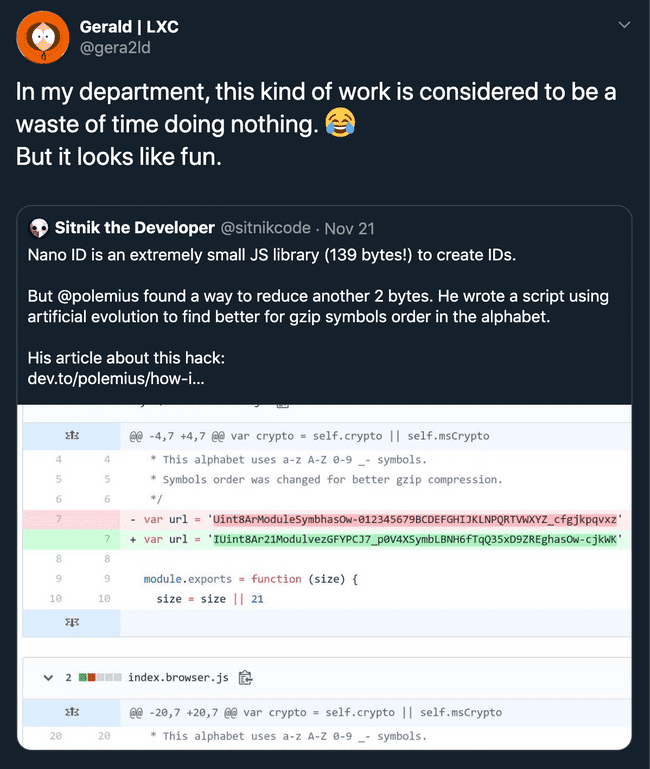 Gerald | LXC
@gera2ld
In my department, this kind of work is considered to be a
waste of time doing nothing. 😂
But it looks like fun.
Sitnik the Developer @sitnikcode · Nov 21
Nano ID is an extremely small JS library (139 bytes!) to create IDs.
But @polemius found a way to reduce another 2 bytes. He wrote a script using
artificial evolution to find better for gzip symbols order in the alphabet.
His article about this hack:
dev.to/polemius/how-i...
@@ -4,7 +4,7 @@ var crypto = self.crypto || self.msCrypto
4 4 * This alphabet uses a-z A-Z 0-9 _- symbols.
5 5 * Symbols order was changed for better gzip compression.
6 6 */
7 - var url = 'Uint8ArModuleSymbhasOw-012345679BCDEFGHIJKLNPQRTVWXYZ_cfgjkpqvxz'
7 + var url = 'IUint8Ar21ModulvezGFYPCJ7_p0V4XSymbLBNH6fTqQ35xD9ZREghasOw-cjkWK'
8 8
9 9 module.exports = function (size) {
10 10 size = size || 21
2 index.browser.js
@@ -20,7 +20,7 @@ var crypto = self.crypto || self.msCrypto
20 20 * This alphabet uses a-z A-Z 0-9 _- symbols.